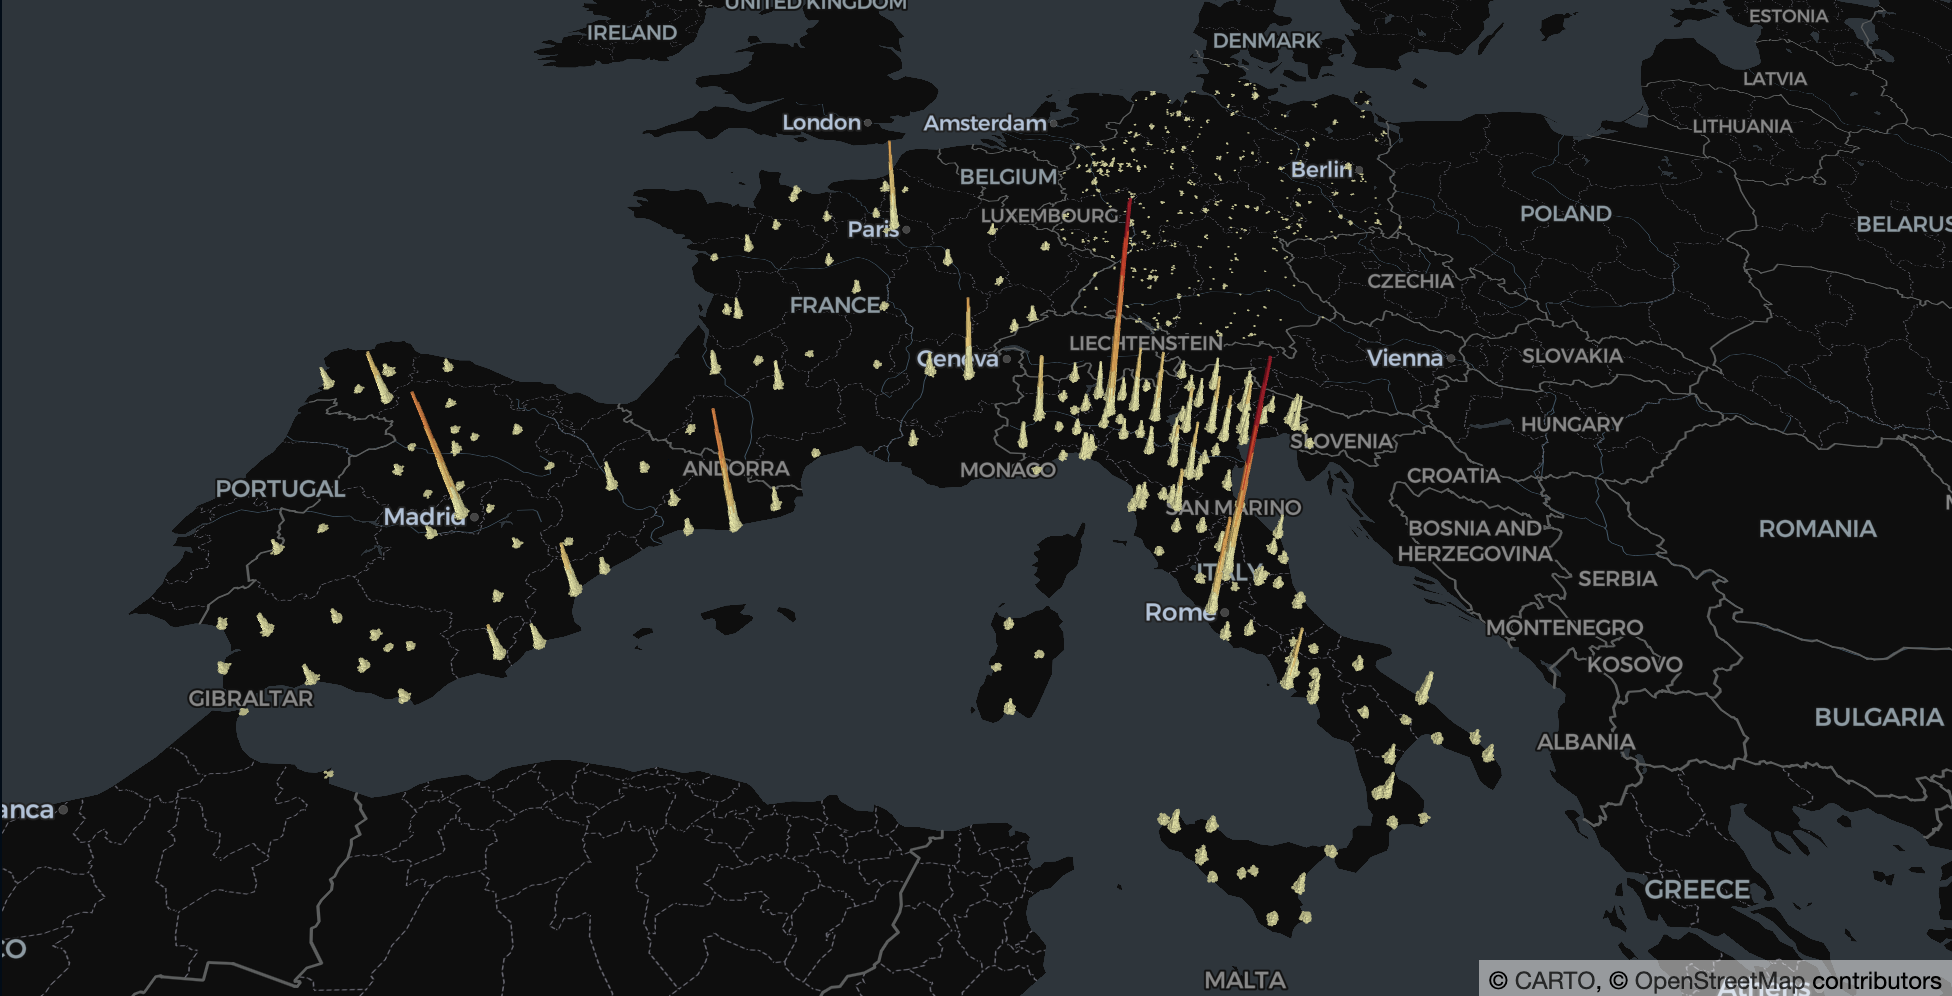 UNITED KINGDOM
ESTONIA
IRELAND
DENMARK
LATVIA
London
Amsterdam
LITHUANIA
Berlin
BELGIUM
POLAND
LUXEMBOURG
BELARUS
Paris
CZECHIA
FRANCE
LIECHTENSTEIN
Geneva
Vienna
SLOVAKIA
HUNGARY
SLOVENIA
ANDORRA
MONACO
CROATIA
PORTUGAL
SAN MARINO
Madrid
BOSNIA AND
HERZEGOVINA
ROMANIA
ITALY
SERBIA
Rome
MONTENEGRO
KOSOVO
GIBRALTAR
BULGARIA
ALBANIA
anca
GREECE
CO
MALTA
© CARTO, © OpenStreetMap contributors